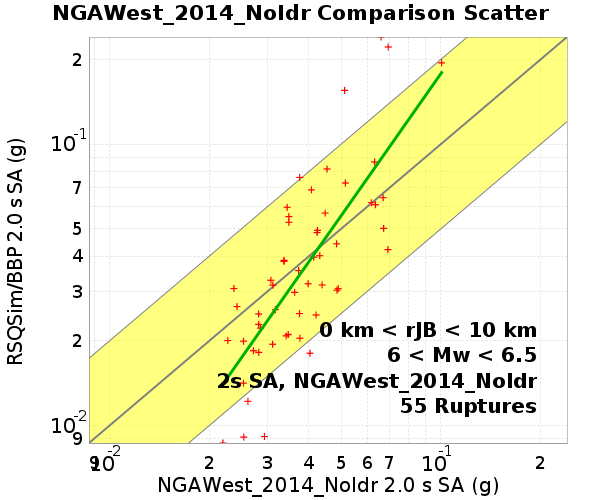 NGAWest_2014_NoIdr Comparison Scatter
RSQSim/BBP 2.0 s SA (g)
2
10-1
7
5
4
3
2
10-2
9
0 km < rJB < 10 km
6 < Mw < 6.5
2s SA, NGAWest_2014_NoIdr
55 Ruptures
9 10-2 2 3 4 5 6 7 10-1 2
NGAWest_2014_NoIdr 2.0 s SA (g)